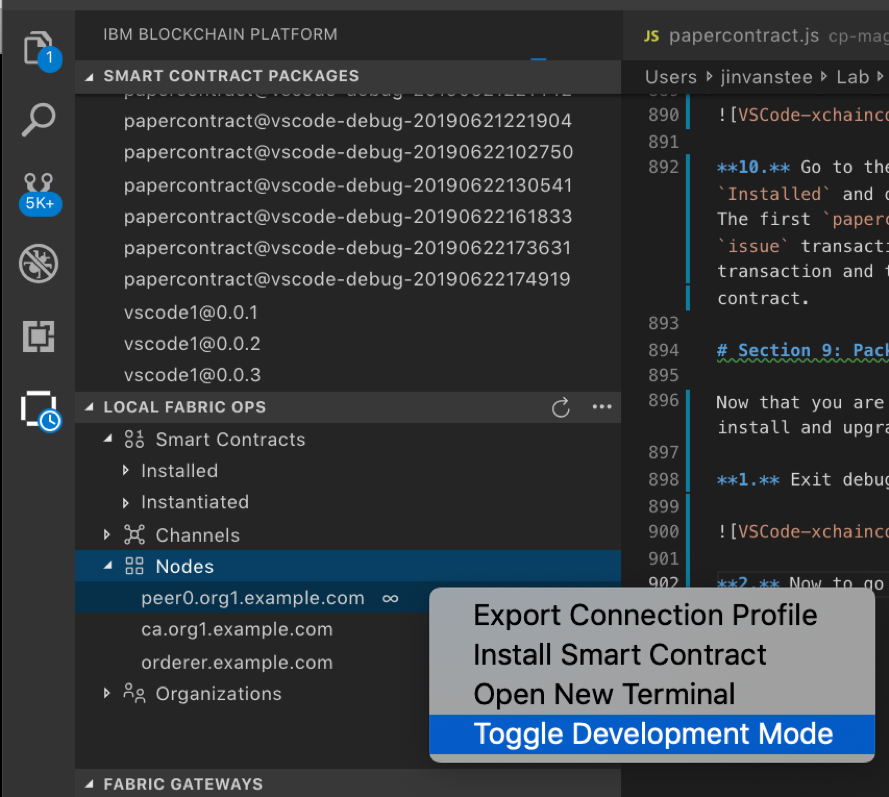 IBM BLOCKCHAIN PLATFORM
SMART CONTRACT PACKAGES
papercontract@vscode-debug-20190621221904
papercontract@vscode-debug-20190622102750
papercontract@vscode-debug-20190622130541
papercontract@vscode-debug-20190622161833
papercontract@vscode-debug-20190622173631
papercontract@vscode-debug-20190622174919
vscode1@0.0.1
vscode1@0.0.2
vscode1@0.0.3
LOCAL FABRIC OPS
Smart Contracts
Installed
Instantiated
Channels
Nodes
peer0.org1.example.com ∞
ca.org1.example.com
orderer.example.com
Organizations
FABRIC GATEWAYS
1
5K+
JS papercontract.js cp-mag
Users jinvanstee Lab
890 ![VSCode-xchainco
891
892 **10.** Go to the
`Installed` and
The first `paperc
`issue` transacti
transaction and
contract.
893
894 # Section 9: Pack
895
896 Now that you are
install and upgra
897
898 **1.** Exit debug
899
900 ![VSCode-xchainco
901
902 **2.** Now to go
Export Connection Profile
Install Smart Contract
Open New Terminal
Toggle Development Mode